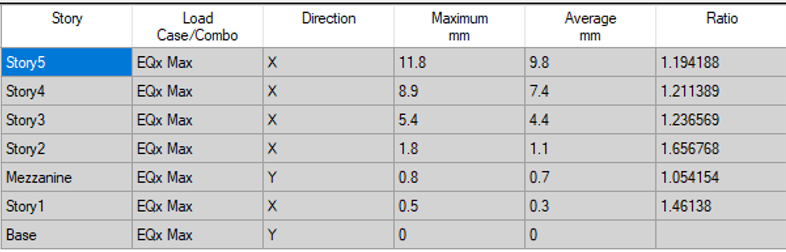 Story Load Case/Combo Direction Maximum mm Average mm Ratio
Story5 EQx Max X 11.8 9.8 1.194188
Story4 EQx Max X 8.9 7.4 1.211389
Story3 EQx Max X 5.4 4.4 1.236569
Story2 EQx Max X 1.8 1.1 1.656768
Mezzanine EQx Max Y 0.8 0.7 1.054154
Story1 EQx Max X 0.5 0.3 1.46138
Base EQx Max Y 0 0